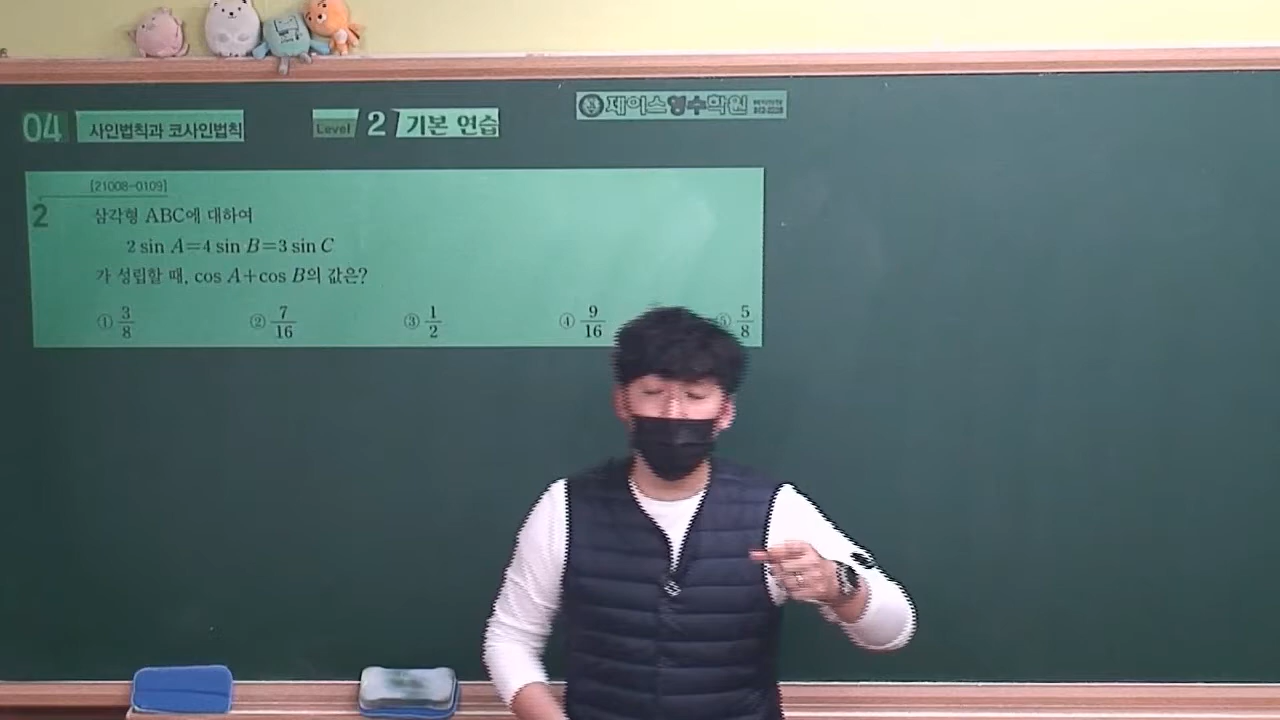 제이스영수학원
04 사인법칙과 코사인법칙 Level 2 기본 연습
[21008-0109]
2 삼각형 ABC에 대하여
2 sin A=4 sin B=3 sin C
가 성립할 때, cos A+cos B의 값은?
① 3/8 ② 7/16 ③ 1/2 ④ 9/16 ⑤ 5/8